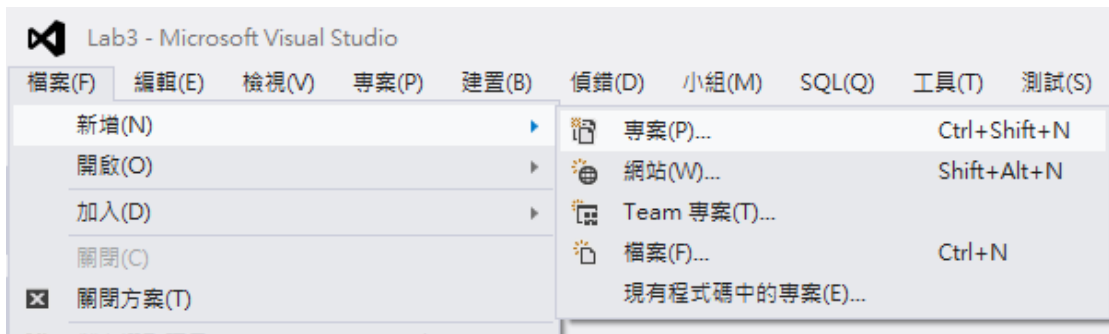 Lab3 - Microsoft Visual Studio
檔案(F) 編輯(E) 檢視(V) 專案(P) 建置(B) 偵錯(D) 小組(M) SQL(Q) 工具(T) 測試(S)
新增(N)
開啟(O)
加入(D)
關閉(C)
關閉方案(T)
專案(P)... Ctrl+Shift+N
網站(W)... Shift+Alt+N
Team 專案(T)...
檔案(F)... Ctrl+N
現有程式碼中的專案(E)...